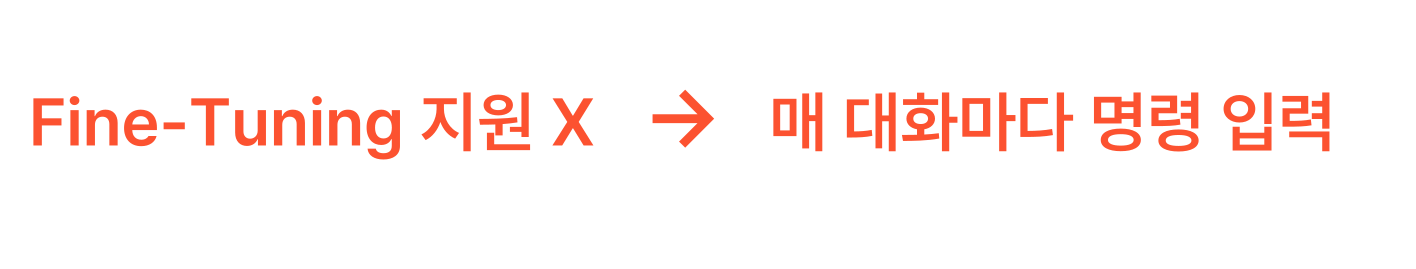 Fine-Tuning 지원 X → 매 대화마다 명령 입력